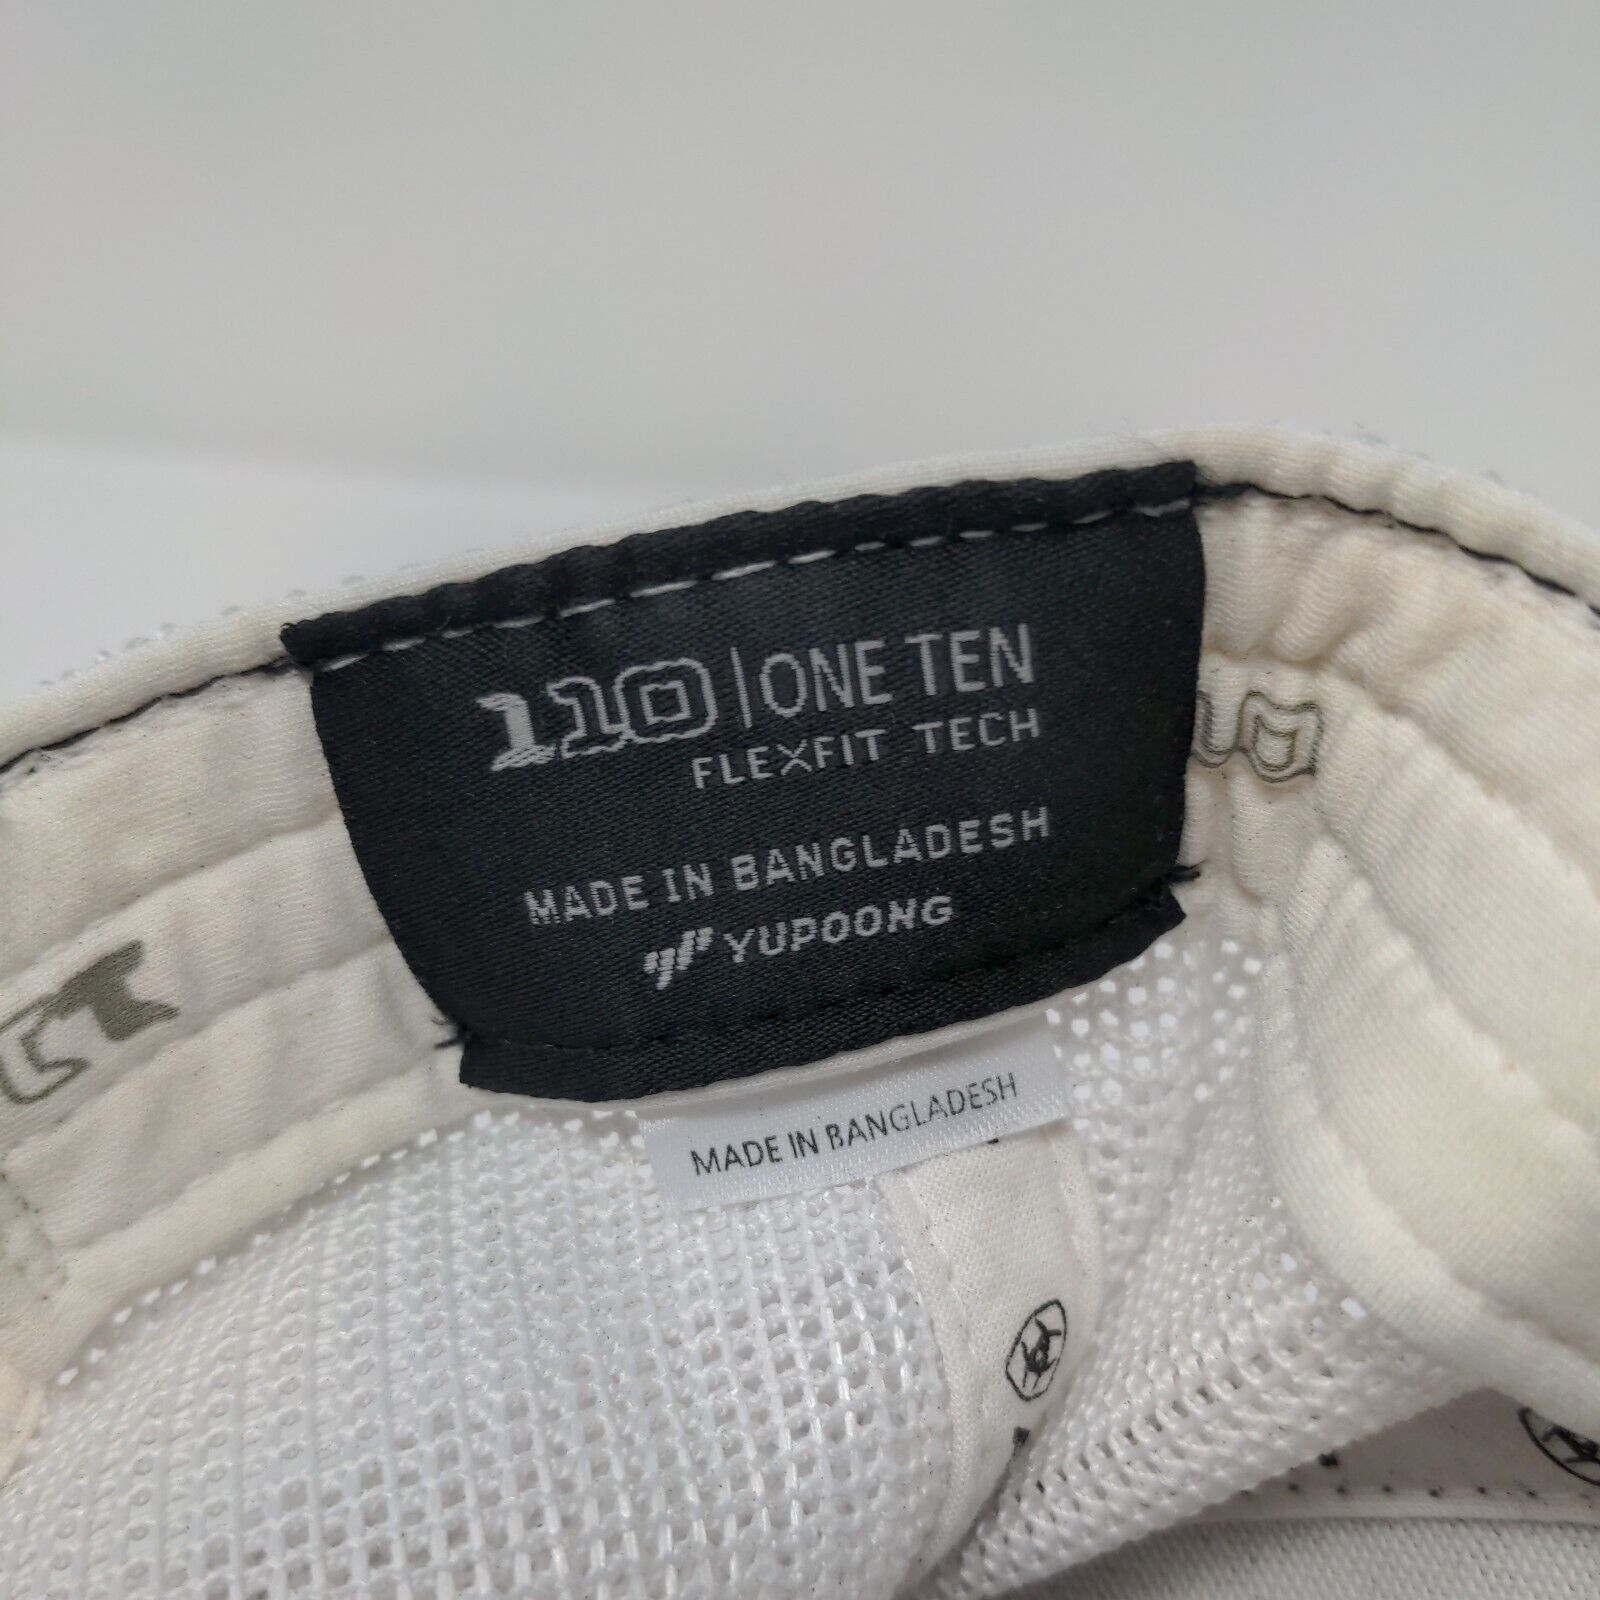 110 | ONE TEN
FLEXFIT TECH
MADE IN BANGLADESH
YUPOONG
MADE IN BANGLADESH